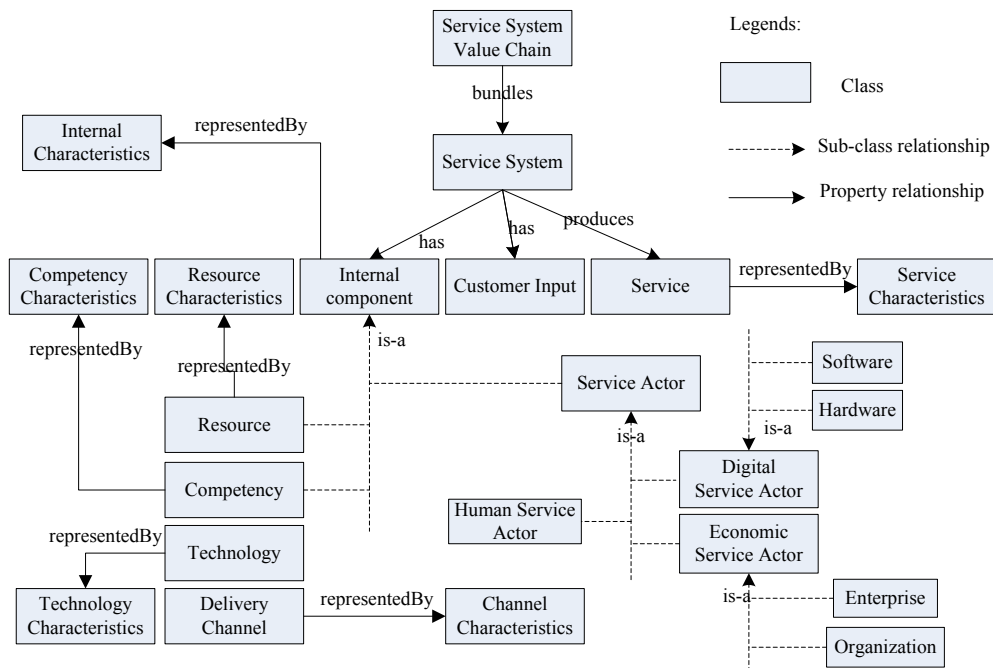 Service System
Value Chain
Legends:
Class
bundles
representedBy
Internal
Characteristics
Service System
Sub-class relationship
Property relationship
has
has
produces
Competency
Characteristics
Resource
Characteristics
Internal
component
Customer Input
Service
representedBy
Service
Characteristics
is-a
representedBy
representedBy
Software
Service Actor
Hardware
Resource
is-a
is-a
Competency
Digital
Service Actor
Human Service
Actor
Economic
Service Actor
representedBy
Technology
Technology
Characteristics
Delivery
Channel
representedBy
Channel
Characteristics
is-a
Enterprise
Organization